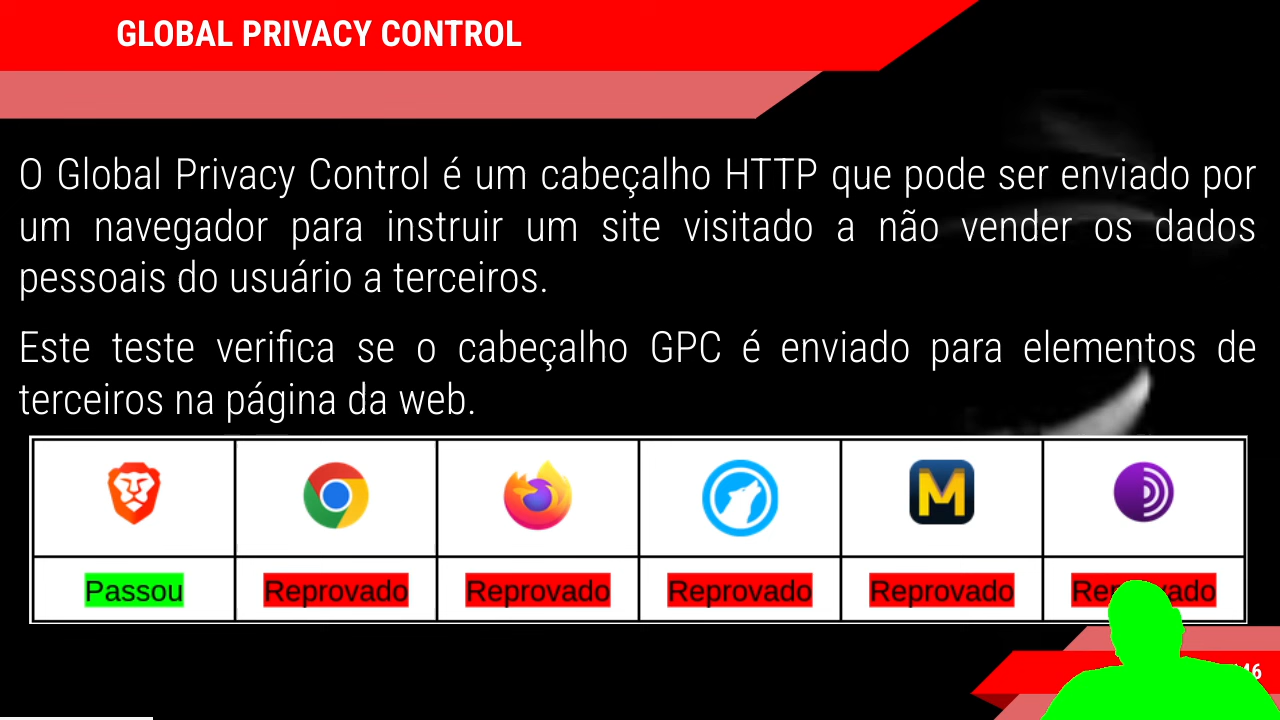 GLOBAL PRIVACY CONTROL
O Global Privacy Control é um cabeçalho HTTP que pode ser enviado por
um navegador para instruir um site visitado a não vender os dados
pessoais do usuário a terceiros.
Este teste verifica se o cabeçalho GPC é enviado para elementos de
terceiros na página da web.
M
Passou Reprovado Reprovado Reprovado Reprovado